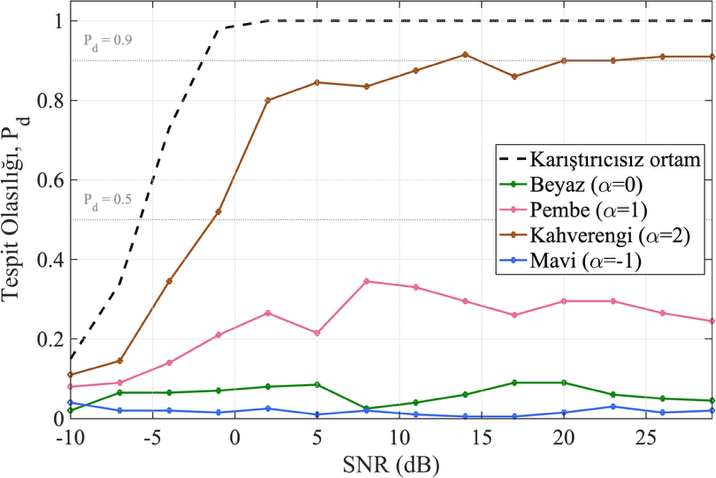 1
P_d = 0.9
0.8
0.6
P_d = 0.5
0.4
0.2
0
Tespit Olasılığı, P_d
Karıştırıcısız ortam
Beyaz (α=0)
Pembe (α=1)
Kahverengi (α=2)
Mavi (α=-1)
-10 -5 0 5 10 15 20 25
SNR (dB)